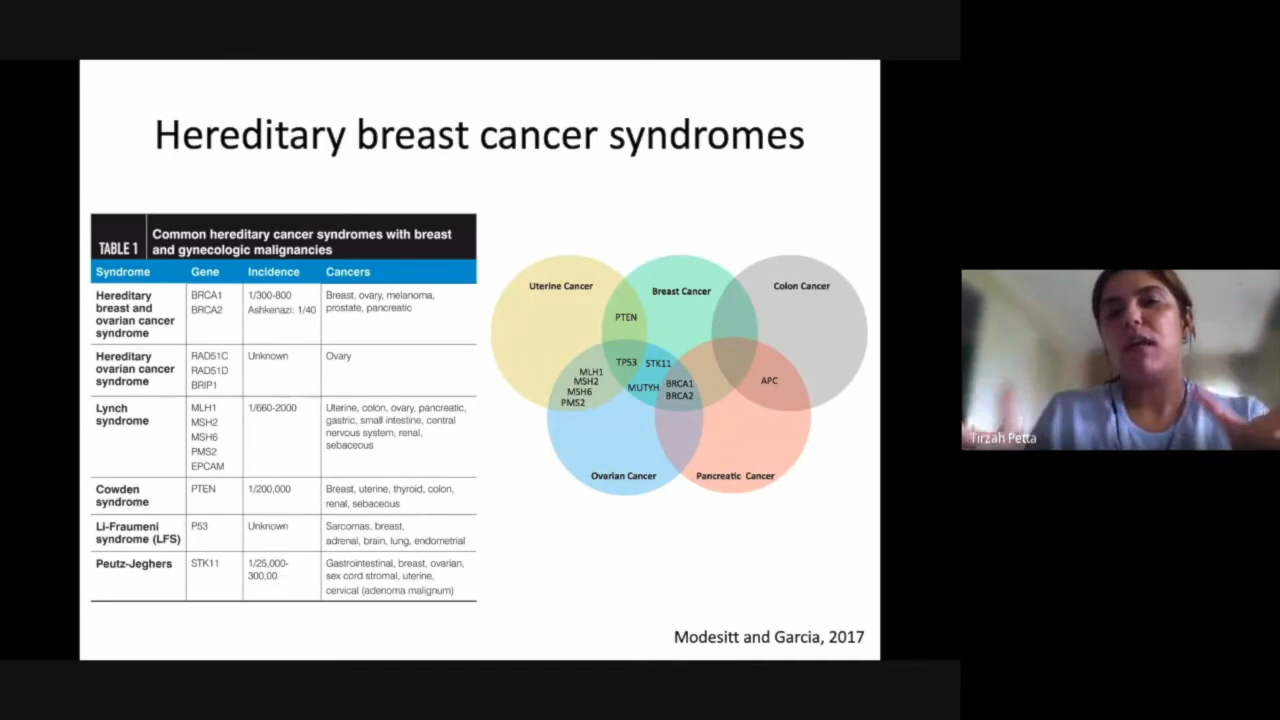 Hereditary breast cancer syndromes
TABLE 1
Common hereditary cancer syndromes with breast
and gynecologic malignancies
Syndrome Gene Incidence Cancers
Hereditary
breast and
ovarian cancer
syndrome
BRCA1
BRCA2
1/300-800
Ashkenazi: 1/40
Breast, ovary, melanoma,
prostate, pancreatic
Hereditary
ovarian cancer
syndrome
RAD51C
RAD51D
BRIP1
Unknown
Ovary
Lynch
syndrome
MLH1
MSH2
MSH6
PMS2
EPCAM
1/660-2000
Uterine, colon, ovary, pancreatic,
gastric, small intestine, central
nervous system, renal,
sebaceous
Cowden
syndrome
PTEN
1/200,000
Breast, uterine, thyroid, colon,
renal, sebaceous
Li-Fraumeni
syndrome (LFS)
P53
Unknown
Sarcomas, breast,
adrenal, brain, lung, endometrial
Peutz-Jeghers
STK11
1/25,000-
300,00
Gastrointestinal, breast, ovarian,
sex cord stromal, uterine,
cervical (adenoma malignum)
Uterine Cancer
Breast Cancer
Colon Cancer
PTEN
TP53
STK11
MLH1
MSH2
MSH6
PMS2
MUTYH
BRCA1
BRCA2
APC
Ovarian Cancer
Pancreatic Cancer
Modesitt and Garcia, 2017
Tirzah Petta